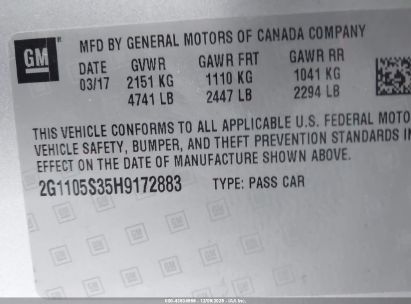 GM
MFD BY GENERAL MOTORS OF CANADA COMPANY
DATE GVWR GAWR FRT GAWR RR
03/17 2151 KG 1110 KG 1041 KG
4741 LB 2447 LB 2294 LB
THIS VEHICLE CONFORMS TO ALL APPLICABLE U.S. FEDERAL MOTO
VEHICLE SAFETY, BUMPER, AND THEFT PREVENTION STANDARDS IN
EFFECT ON THE DATE OF MANUFACTURE SHOWN ABOVE.
2G1105S35H9172883 TYPE: PASS CAR